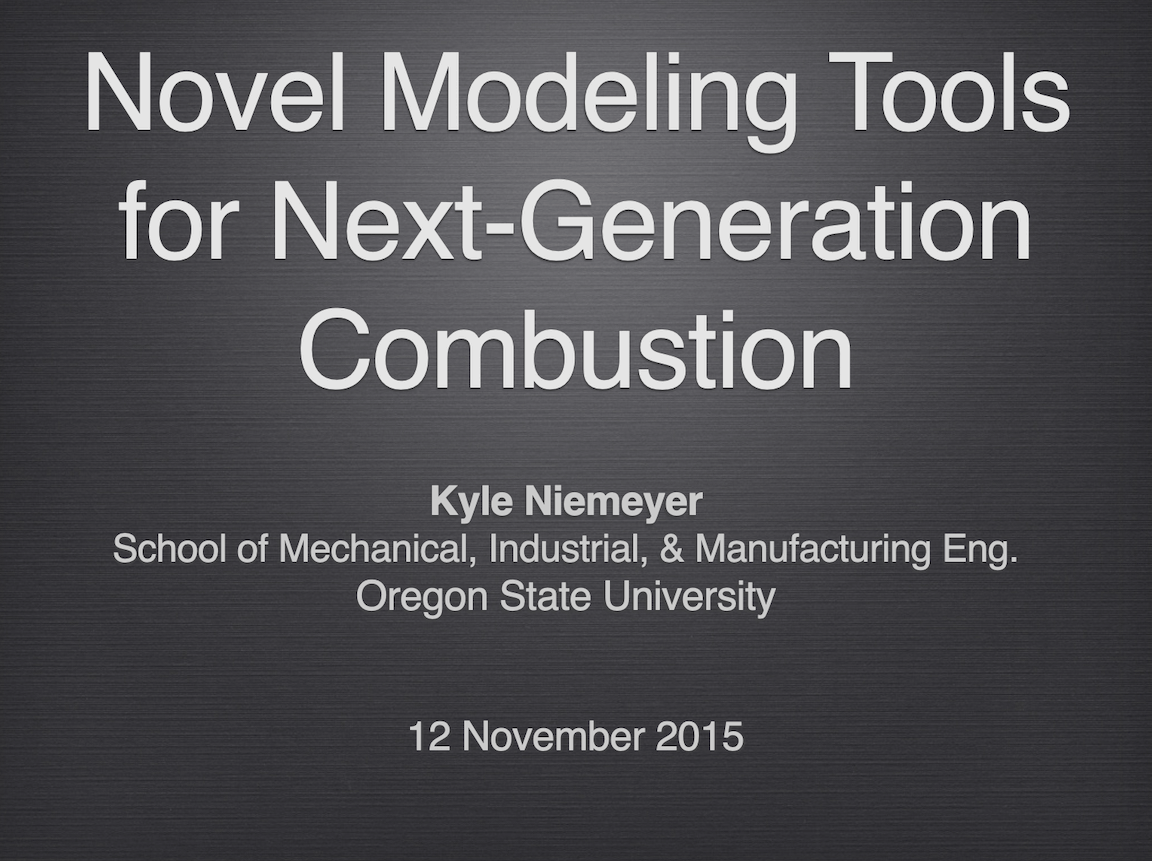 Novel Modeling Tools
for Next-Generation
Combustion
Kyle Niemeyer
School of Mechanical, Industrial, & Manufacturing Eng.
Oregon State University
12 November 2015